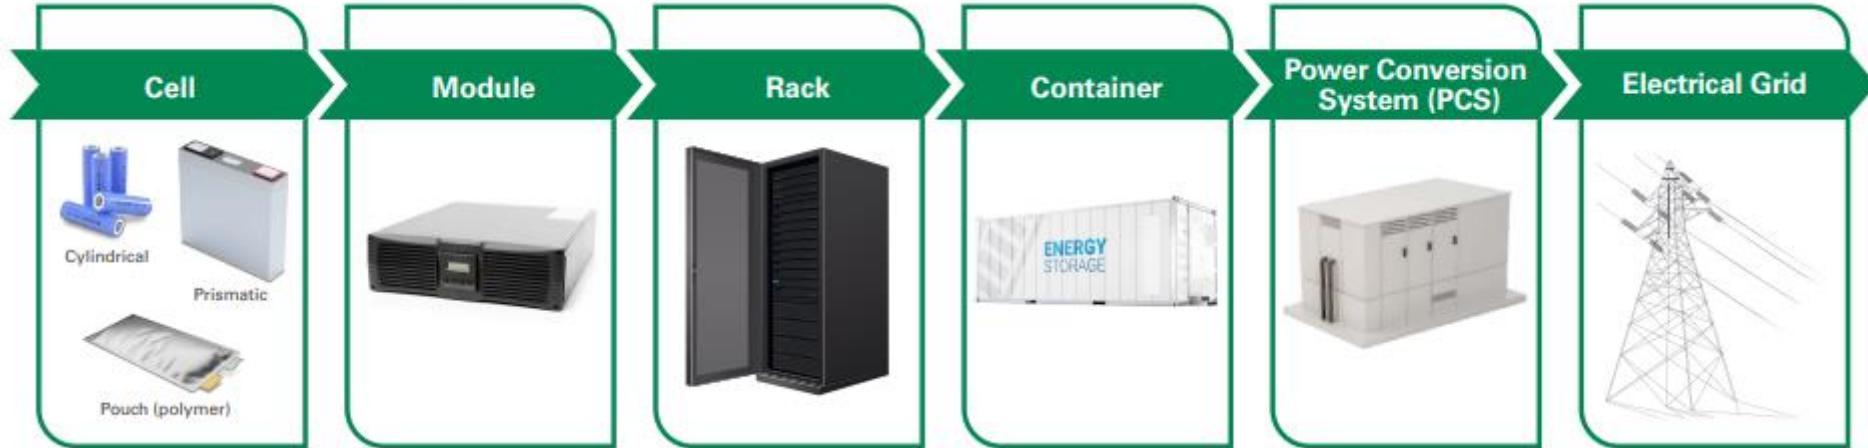 Cell
Module
Rack
Container
Power Conversion
System (PCS)
Electrical Grid
Cylindrical
Prismatic
Pouch (polymer)
ENERGY
STORAGE